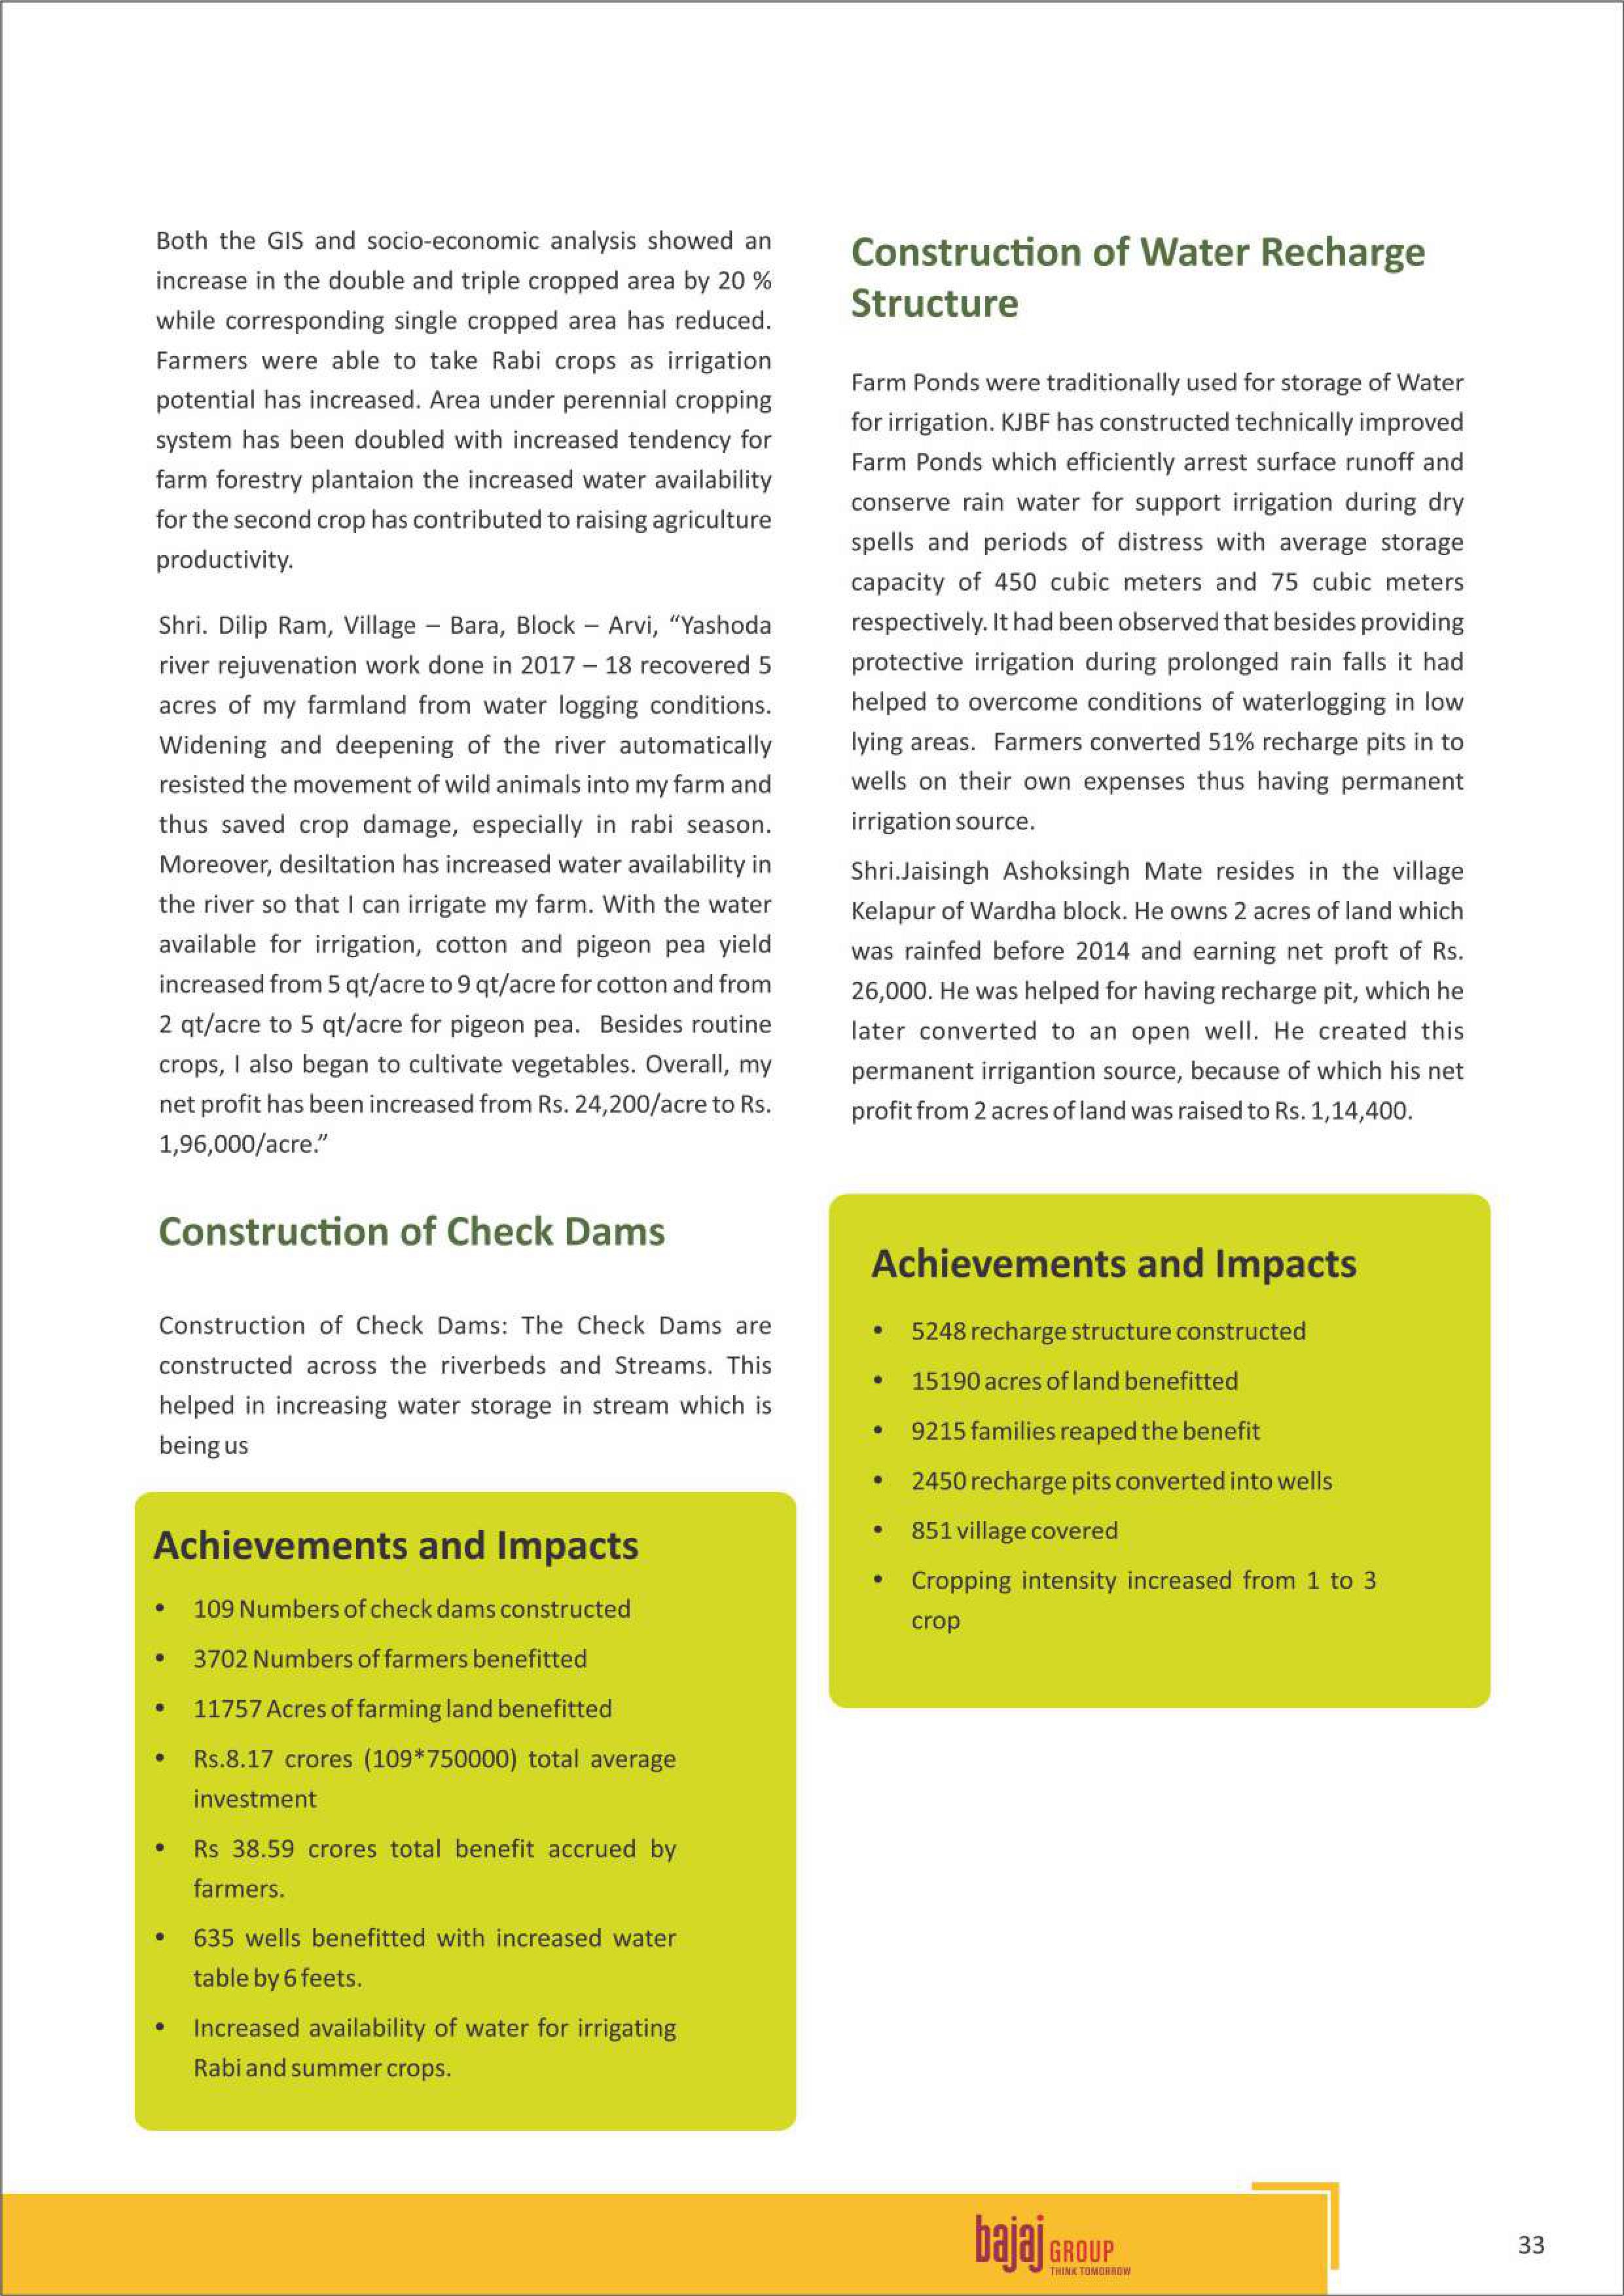 Both the GIS and socio-economic analysis showed an
increase in the double and triple cropped area by 20 %
while corresponding single cropped area has reduced.
Farmers were able to take Rabi crops as irrigation
potential has increased. Area under perennial cropping
system has been doubled with increased tendency for
farm forestry plantaion the increased water availability
for the second crop has contributed to raising agriculture
productivity.
Shri. Dilip Ram, Village – Bara, Block – Arvi, “Yashoda
river rejuvenation work done in 2017 – 18 recovered 5
acres of my farmland from water logging conditions.
Widening and deepening of the river automatically
resisted the movement of wild animals into my farm and
thus saved crop damage, especially in rabi season.
Moreover, desiltation has increased water availability in
the river so that I can irrigate my farm. With the water
available for irrigation, cotton and pigeon pea yield
increased from 5 qt/acre to 9 qt/acre for cotton and from
2 qt/acre to 5 qt/acre for pigeon pea. Besides routine
crops, I also began to cultivate vegetables. Overall, my
net profit has been increased from Rs. 24,200/acre to Rs.
1,96,000/acre.”
Construction of Check Dams
Construction of Check Dams: The Check Dams are
constructed across the riverbeds and Streams. This
helped in increasing water storage in stream which is
being us
Achievements and Impacts
• 109 Numbers of check dams constructed
• 3702 Numbers of farmers benefitted
• 11757 Acres of farming land benefitted
• Rs.8.17 crores (109*750000) total average
investment
• Rs 38.59 crores total benefit accrued by
farmers.
• 635 wells benefitted with increased water
table by 6 feets.
• Increased availability of water for irrigating
Rabi and summer crops.
Construction of Water Recharge
Structure
Farm Ponds were traditionally used for storage of Water
for irrigation. KJBF has constructed technically improved
Farm Ponds which efficiently arrest surface runoff and
conserve rain water for support irrigation during dry
spells and periods of distress with average storage
capacity of 450 cubic meters and 75 cubic meters
respectively. It had been observed that besides providing
protective irrigation during prolonged rain falls it had
helped to overcome conditions of waterlogging in low
lying areas. Farmers converted 51% recharge pits in to
wells on their own expenses thus having permanent
irrigation source.
Shri.Jaisingh Ashoksingh Mate resides in the village
Kelapur of Wardha block. He owns 2 acres of land which
was rainfed before 2014 and earning net proft of Rs.
26,000. He was helped for having recharge pit, which he
later converted to an open well. He created this
permanent irrigantion source, because of which his net
profit from 2 acres of land was raised to Rs. 1,14,400.
Achievements and Impacts
• 5248 recharge structure constructed
• 15190 acres of land benefitted
• 9215 families reaped the benefit
• 2450 recharge pits converted into wells
• 851 village covered
• Cropping intensity increased from 1 to 3
crop
bajaj GROUP
THINK TOMORROW
33